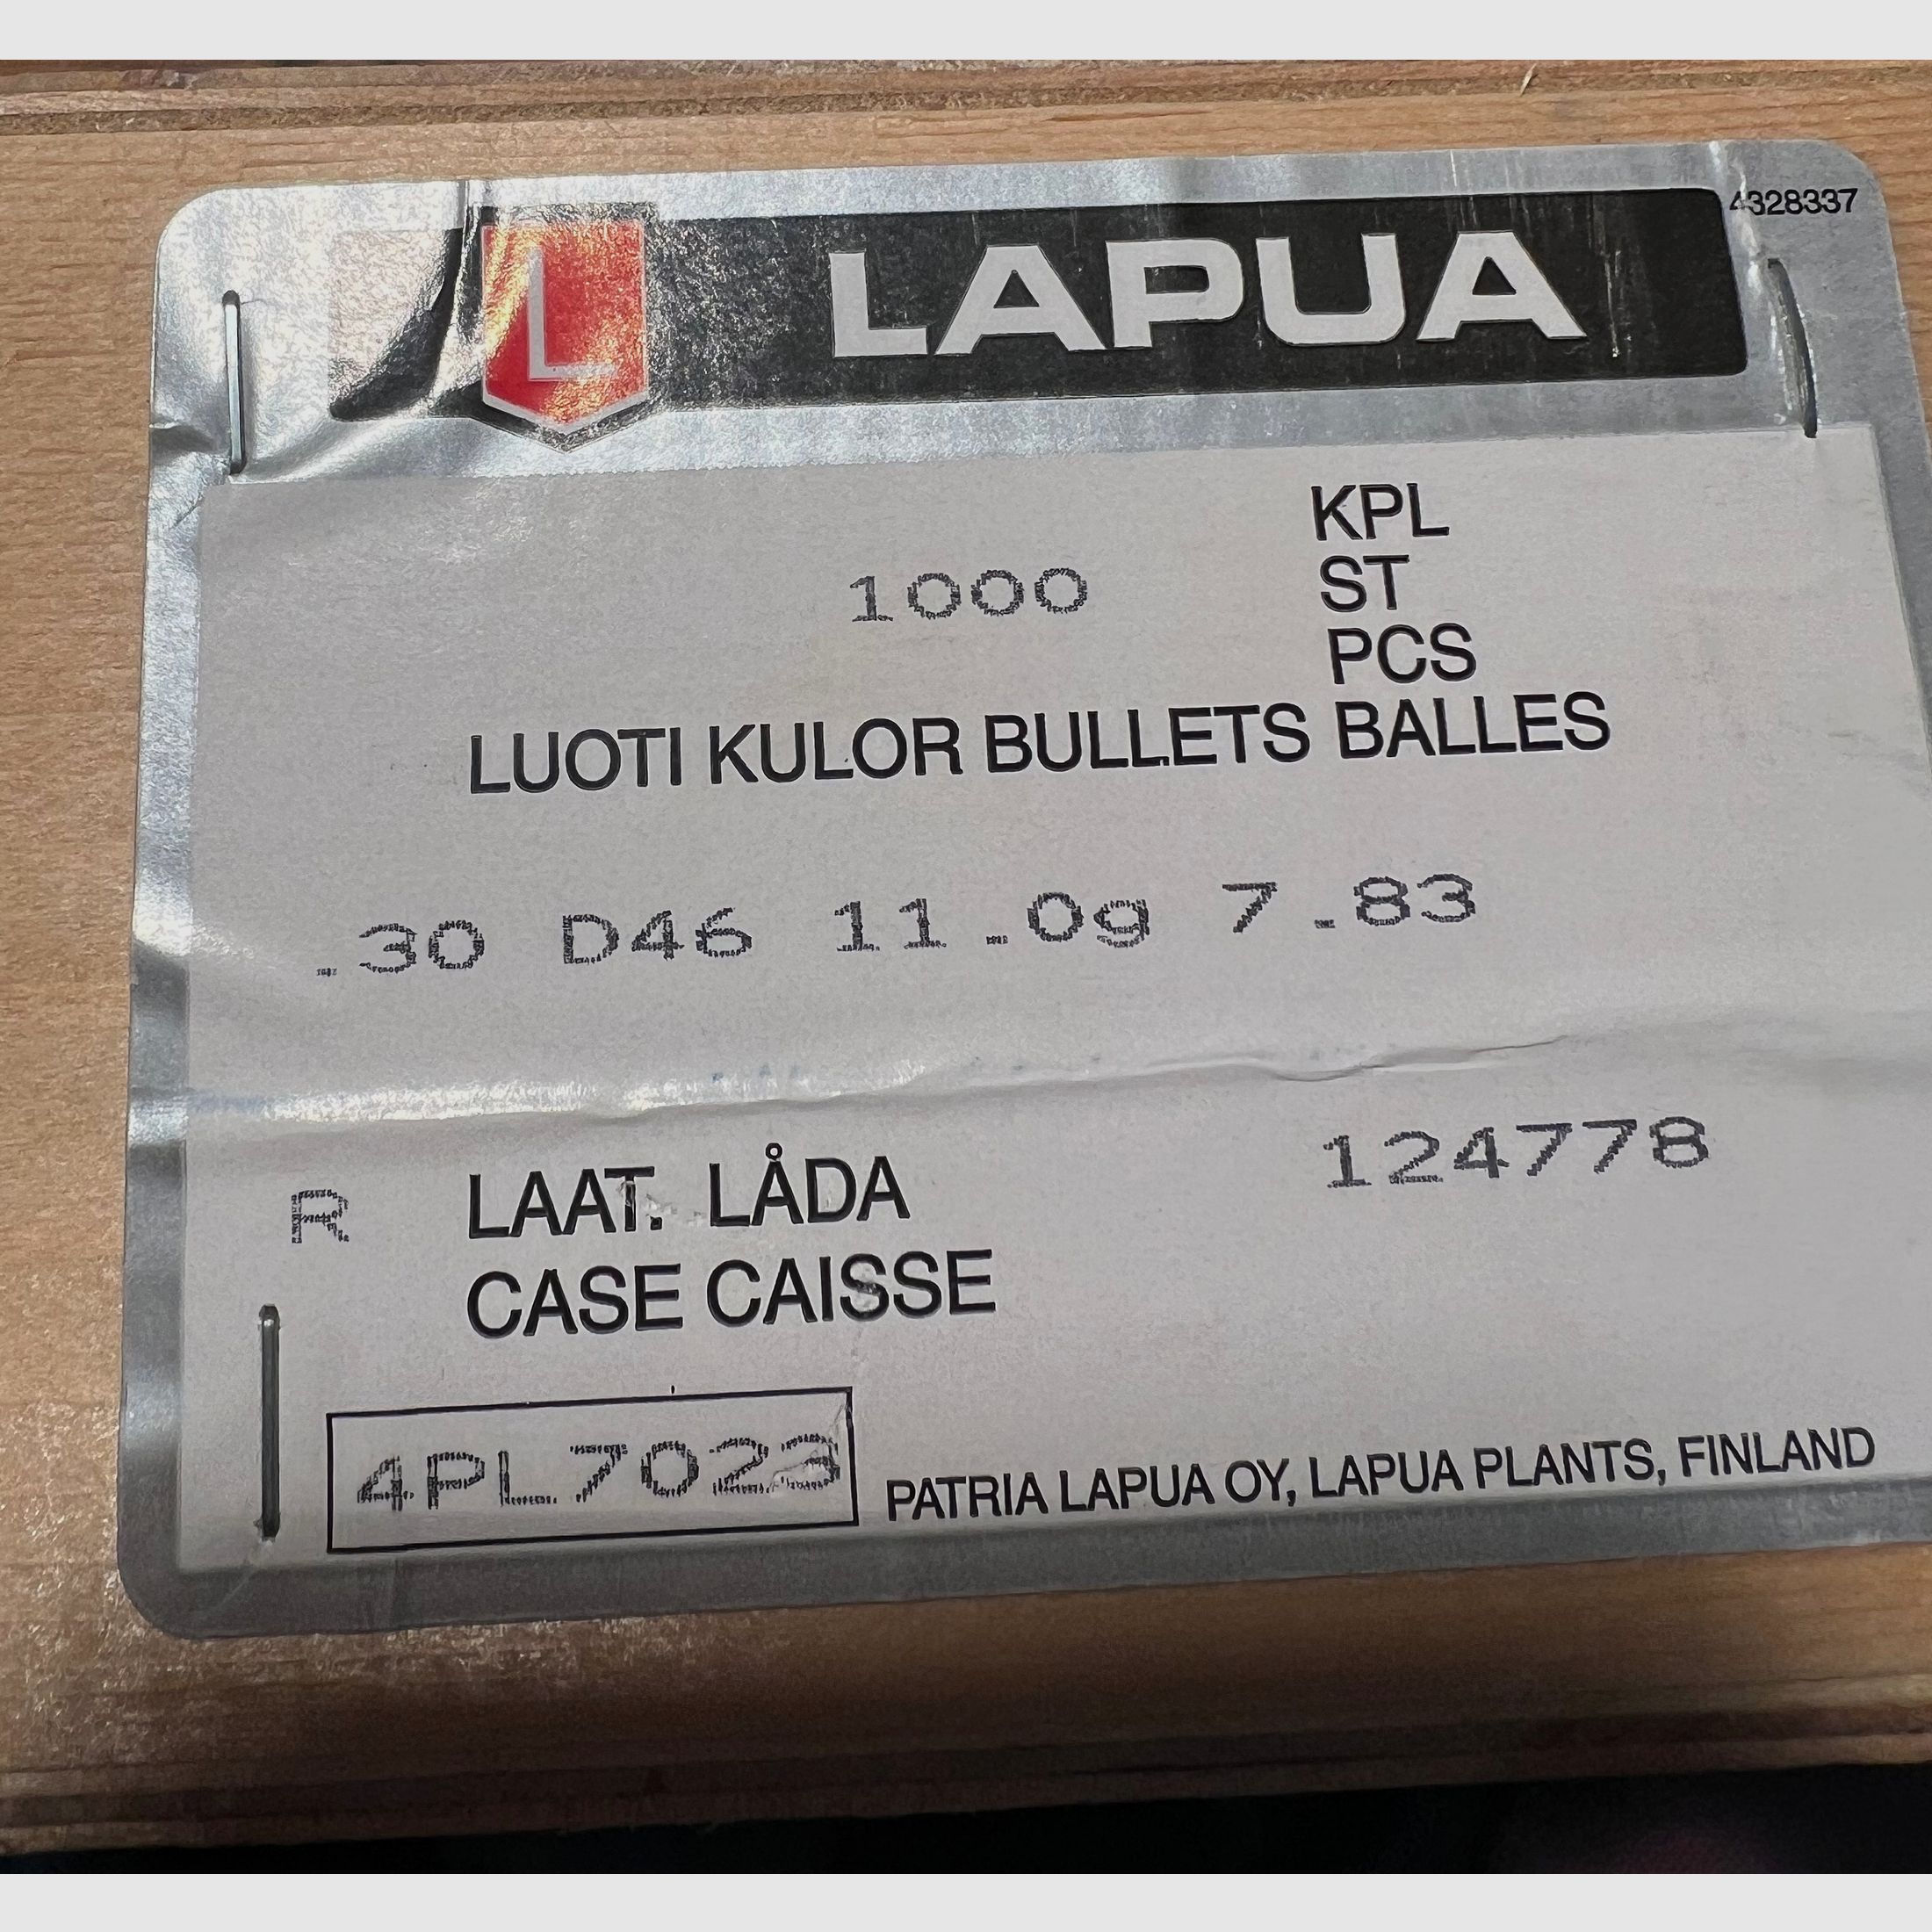 4328337
L LAPUA
KPL
1000 ST
PCS
LUOTI KULOR BULLETS BALLES
.30 D46 11.0g 7.83
124778
R LAAT. LÅDA
CASE CAISSE
4PL7023
PATRIA LAPUA OY, LAPUA PLANTS, FINLAND